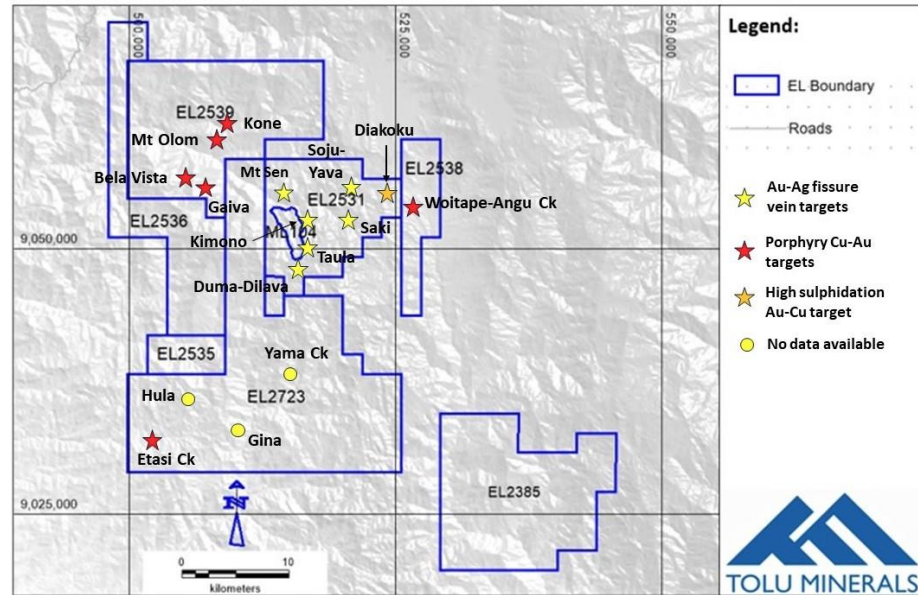 500,000
525,000
550,000
Legend:
EL Boundary
Roads
Au-Ag fissure
vein targets
Porphyry Cu-Au
targets
High sulphidation
Au-Cu target
No data available
EL2539
Kone
Mt Olom
Diakoku
Soju-
Yava
EL2538
Bela Vista
Mt Sen
EL2531
Gaiva
Woitape-Angu Ck
EL2536
Saki
Kimono
ML104
9,050,000
Taula
Duma-Dilava
EL2535
Yama Ck
Hula
EL2723
Gina
Etasi Ck
EL2385
9,025,000
N
0 10
kilometers
TOLU MINERALS